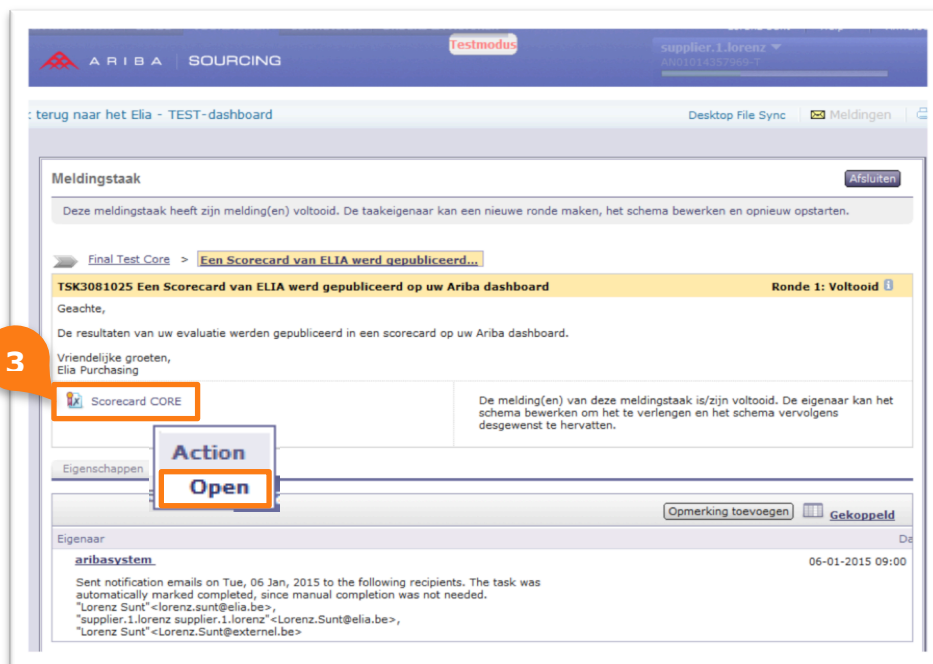 Testmodus
supplier.1.lorenz
AN01014357969-T
ARIBA SOURCING
terug naar het Elia - TEST-dashboard
Desktop File Sync
Meldingen
Meldingstaak
Afsluiten
Deze meldingstaak heeft zijn melding(en) voltooid. De taakeigenaar kan een nieuwe ronde maken, het schema bewerken en opnieuw opstarten.
Final Test Core > Een Scorecard van ELIA werd gepubliceerd...
TSK3081025 Een Scorecard van ELIA werd gepubliceerd op uw Ariba dashboard
Ronde 1: Voltooid
Geachte,
De resultaten van uw evaluatie werden gepubliceerd in een scorecard op uw Ariba dashboard.
Vriendelijke groeten,
Elia Purchasing
3
Scorecard CORE
De melding(en) van deze meldingstaak is/zijn voltooid. De eigenaar kan het
schema bewerken om het te verlengen en het schema vervolgens
desgewenst te hervatten.
Action
Open
Eigenschappen
Opmerking toevoegen
Gekoppeld
Eigenaar
Da
aribasystem
06-01-2015 09:00
Sent notification emails on Tue, 06 Jan, 2015 to the following recipients. The task was
automatically marked completed, since manual completion was not
needed.
"Lorenz Sunt"<lorenz.sunt@elia.be>,
"supplier.1.lorenz supplier.1.lorenz"<Lorenz.Sunt@elia.be>,
"Lorenz Sunt"<Lorenz.Sunt@externel.be>